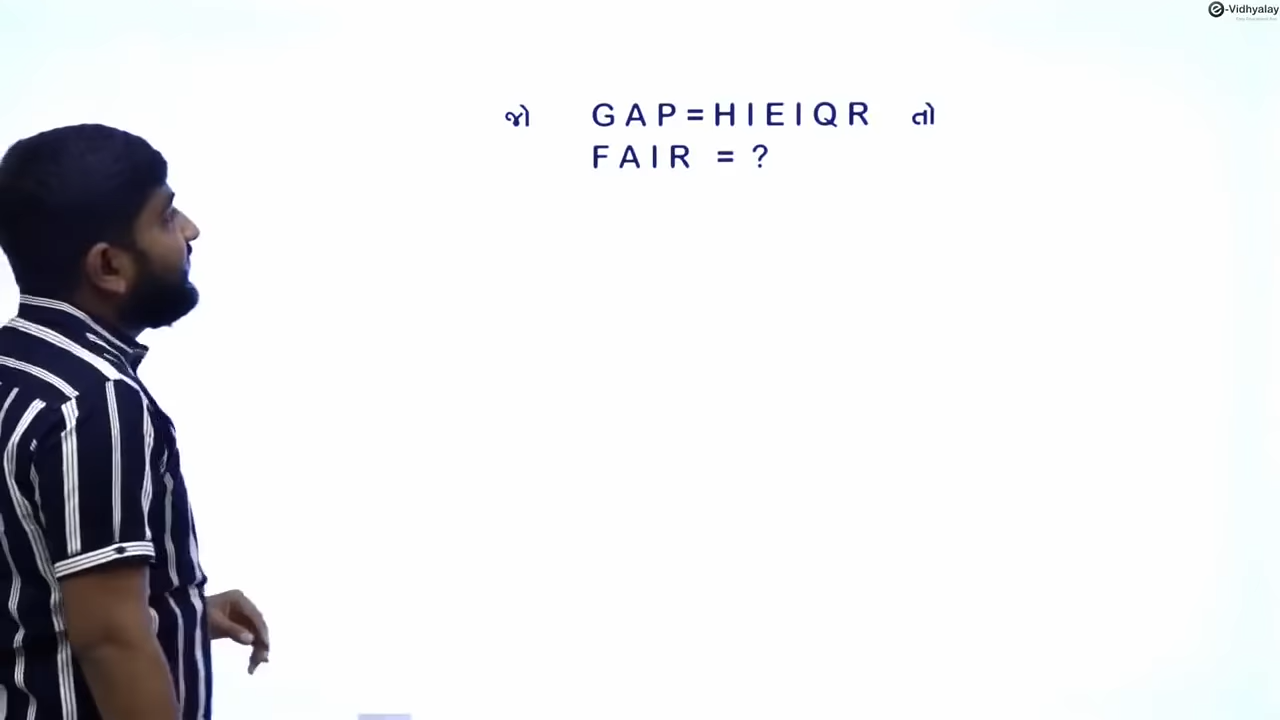 e-Vidhyalay
જો GAP=HIEIQR તો
FAIR = ?